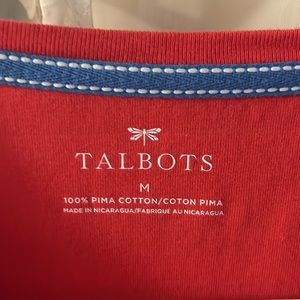 TALBOTS
M
100% PIMA COTTON/COTON PIMA
MADE IN NICARAGUA/FABRIQUÉ AU NICARAGUA